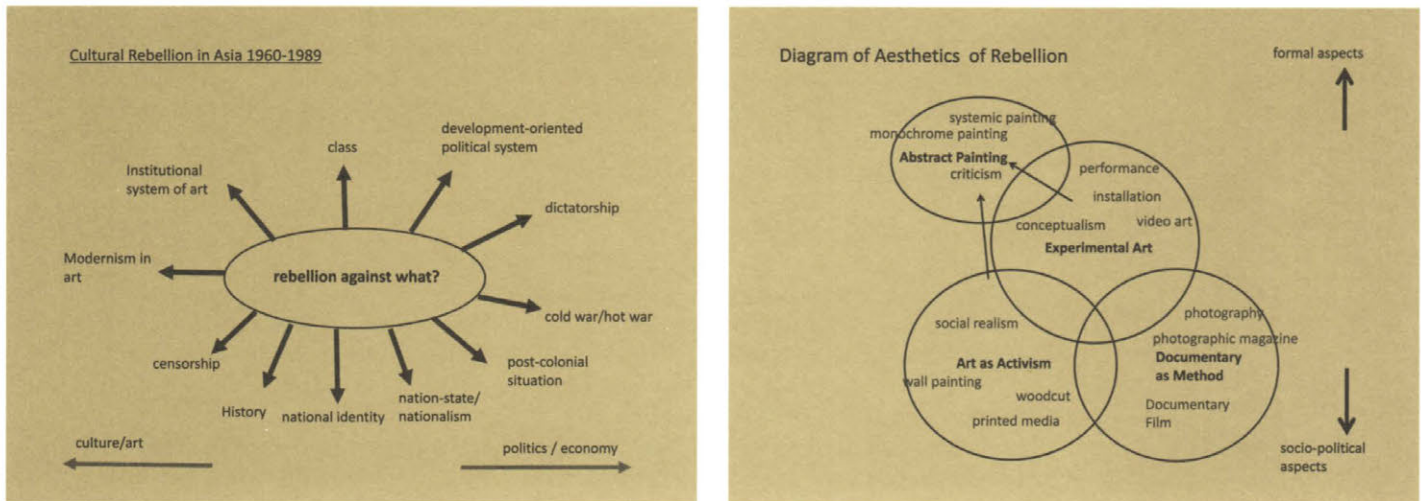 Cultural Rebellion in Asia 1960-1989
development-oriented
political system
class
Institutional
system of art
dictatorship
Modernism in
art
rebellion against what?
cold war/hot war
censorship
post-colonial
situation
nation-state/
nationalism
History
national identity
culture/art
politics / economy
Diagram of Aesthetics of Rebellion
formal aspects
systemic painting
monochrome painting
Abstract Painting
criticism
performance
installation
video art
conceptualism
Experimental Art
social realism
Art as Activism
wall painting
woodcut
printed media
photography
photographic magazine
Documentary
as Method
Documentary
Film
socio-political
aspects